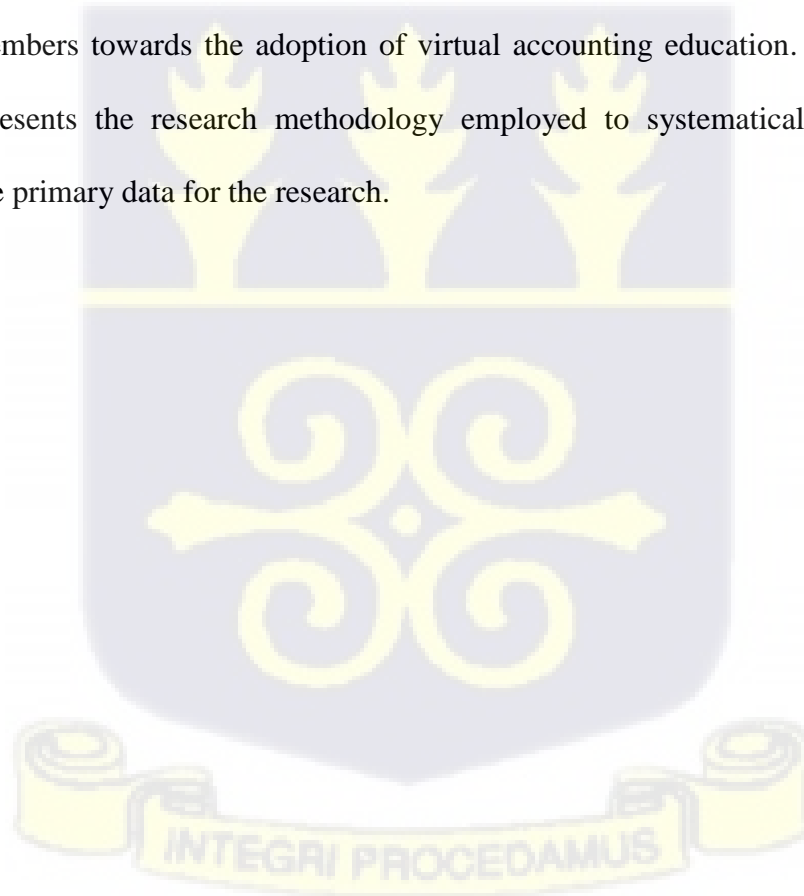 embers towards the adoption of virtual accounting education.
esents the research methodology employed to systematical
e primary data for the research.
INTEGRI PROCEDAMUS